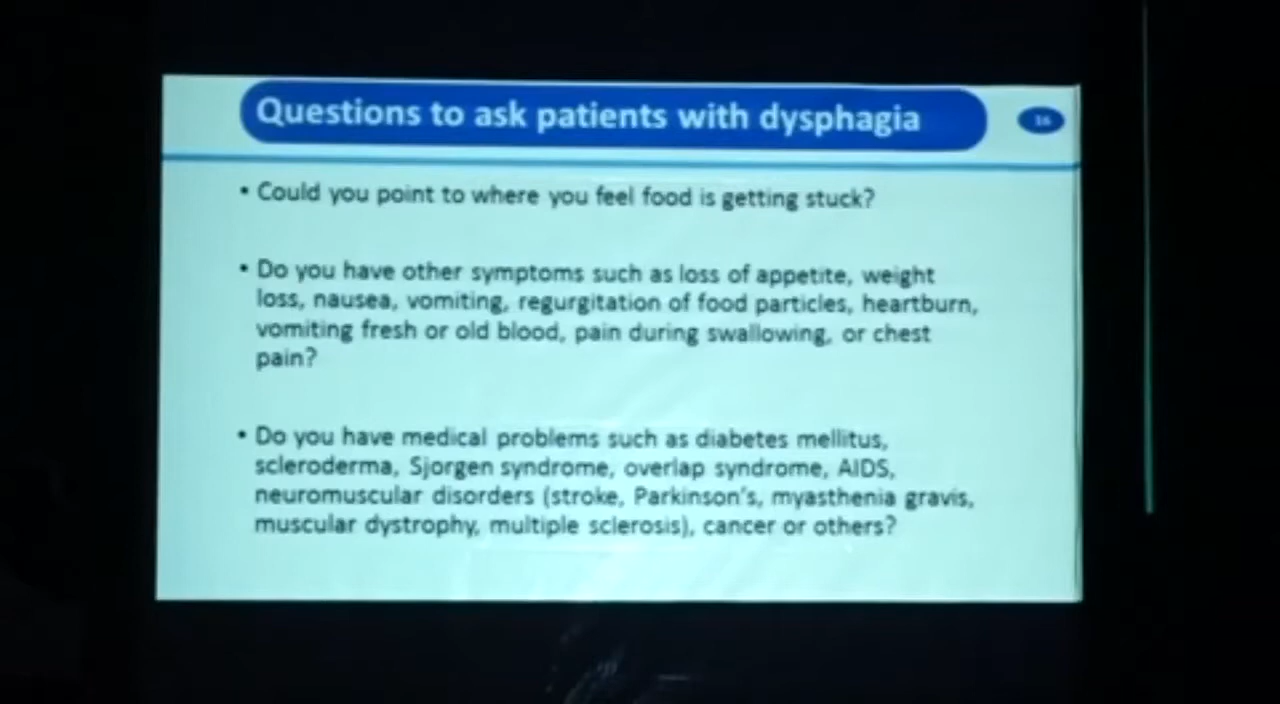 Questions to ask patients with dysphagia
16
• Could you point to where you feel food is getting stuck?
• Do you have other symptoms such as loss of appetite, weight
loss, nausea, vomiting, regurgitation of food particles, heartburn,
vomiting fresh or old blood, pain during swallowing, or chest
pain?
• Do you have medical problems such as diabetes mellitus,
scleroderma, Sjorgen syndrome, overlap syndrome, AIDS,
neuromuscular disorders (stroke, Parkinson's, myasthenia gravis,
muscular dystrophy, multiple sclerosis), cancer or others?